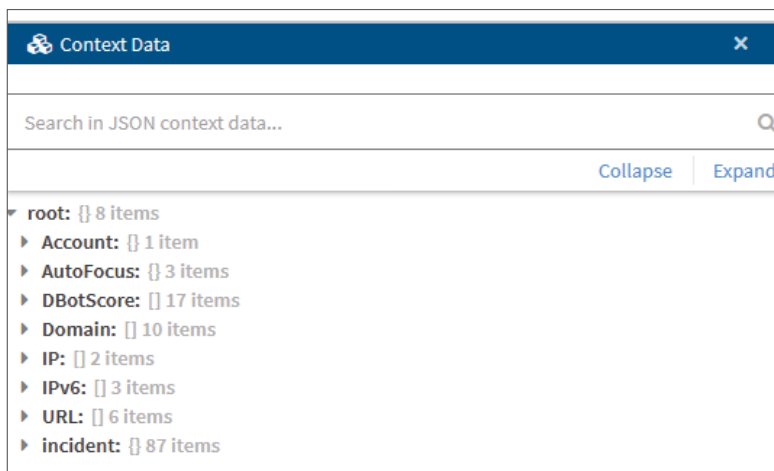 Context Data
Search in JSON context data...
Collapse Expand
root: {} 8 items
Account: {} 1 item
AutoFocus: {} 3 items
DBotScore: [] 17 items
Domain: [] 10 items
IP: [] 2 items
IPv6: [] 3 items
URL: [] 6 items
incident: {} 87 items